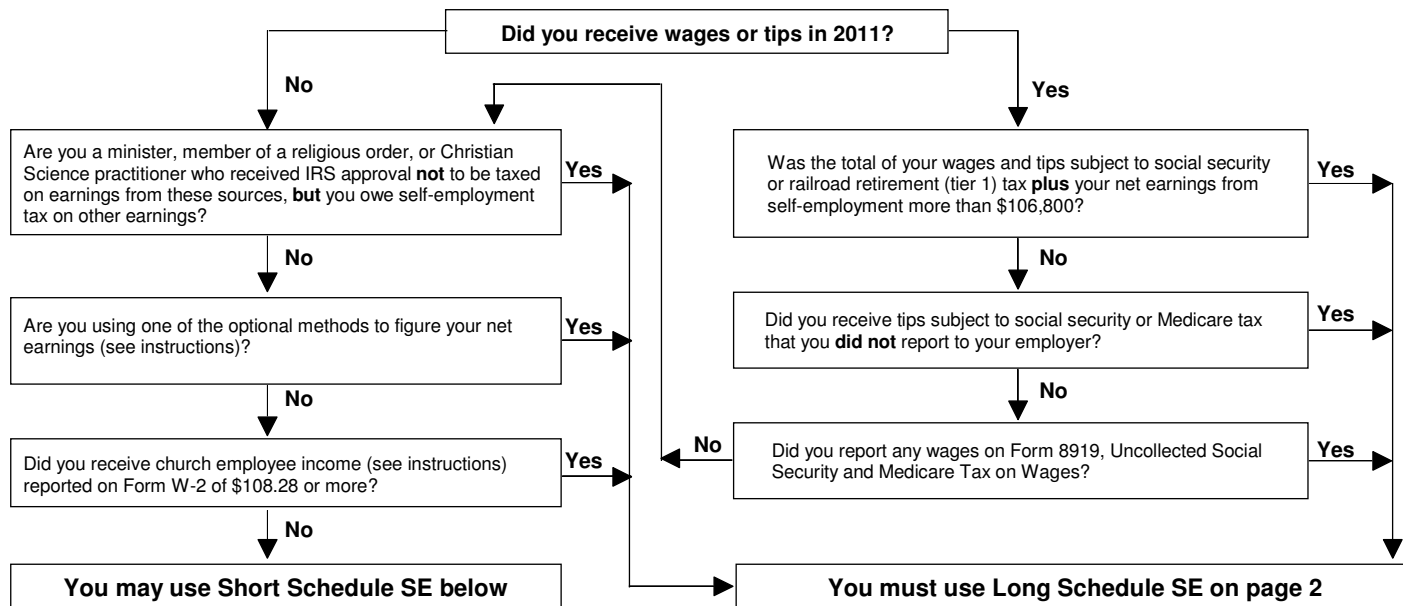 Did you receive wages or tips in 2011?
No
Yes
Are you a minister, member of a religious order, or Christian
Science practitioner who received IRS approval not to be taxed
on earnings from these sources, but you owe self-employment
tax on other earnings?
Yes
Was the total of your wages and tips subject to social security
or railroad retirement (tier 1) tax plus your net earnings from
self-employment more than $106,800?
Yes
No
No
Are you using one of the optional methods to figure your net
earnings (see instructions)?
Yes
Did you receive tips subject to social security or Medicare tax
that you did not report to your employer?
Yes
No
No
Did you receive church employee income (see instructions)
reported on Form W-2 of $108.28 or more?
Yes
No
Did you report any wages on Form 8919, Uncollected Social
Security and Medicare Tax on Wages?
Yes
No
You may use Short Schedule SE below
You must use Long Schedule SE on page 2